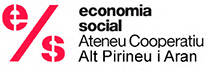 e/s economia
social
Ateneu Cooperatiu
Alt Pirineu i Aran